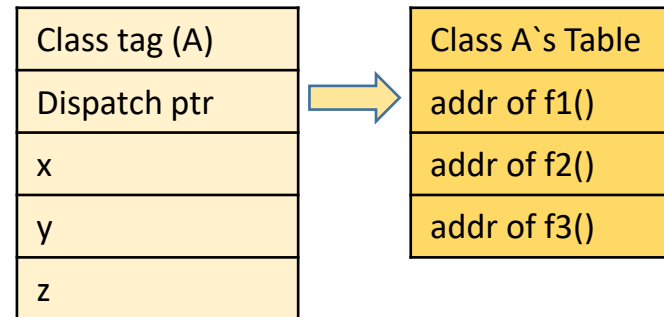 Class tag (A)
Dispatch ptr
x
y
z
Class A`s Table
addr of f1()
addr of f2()
addr of f3()